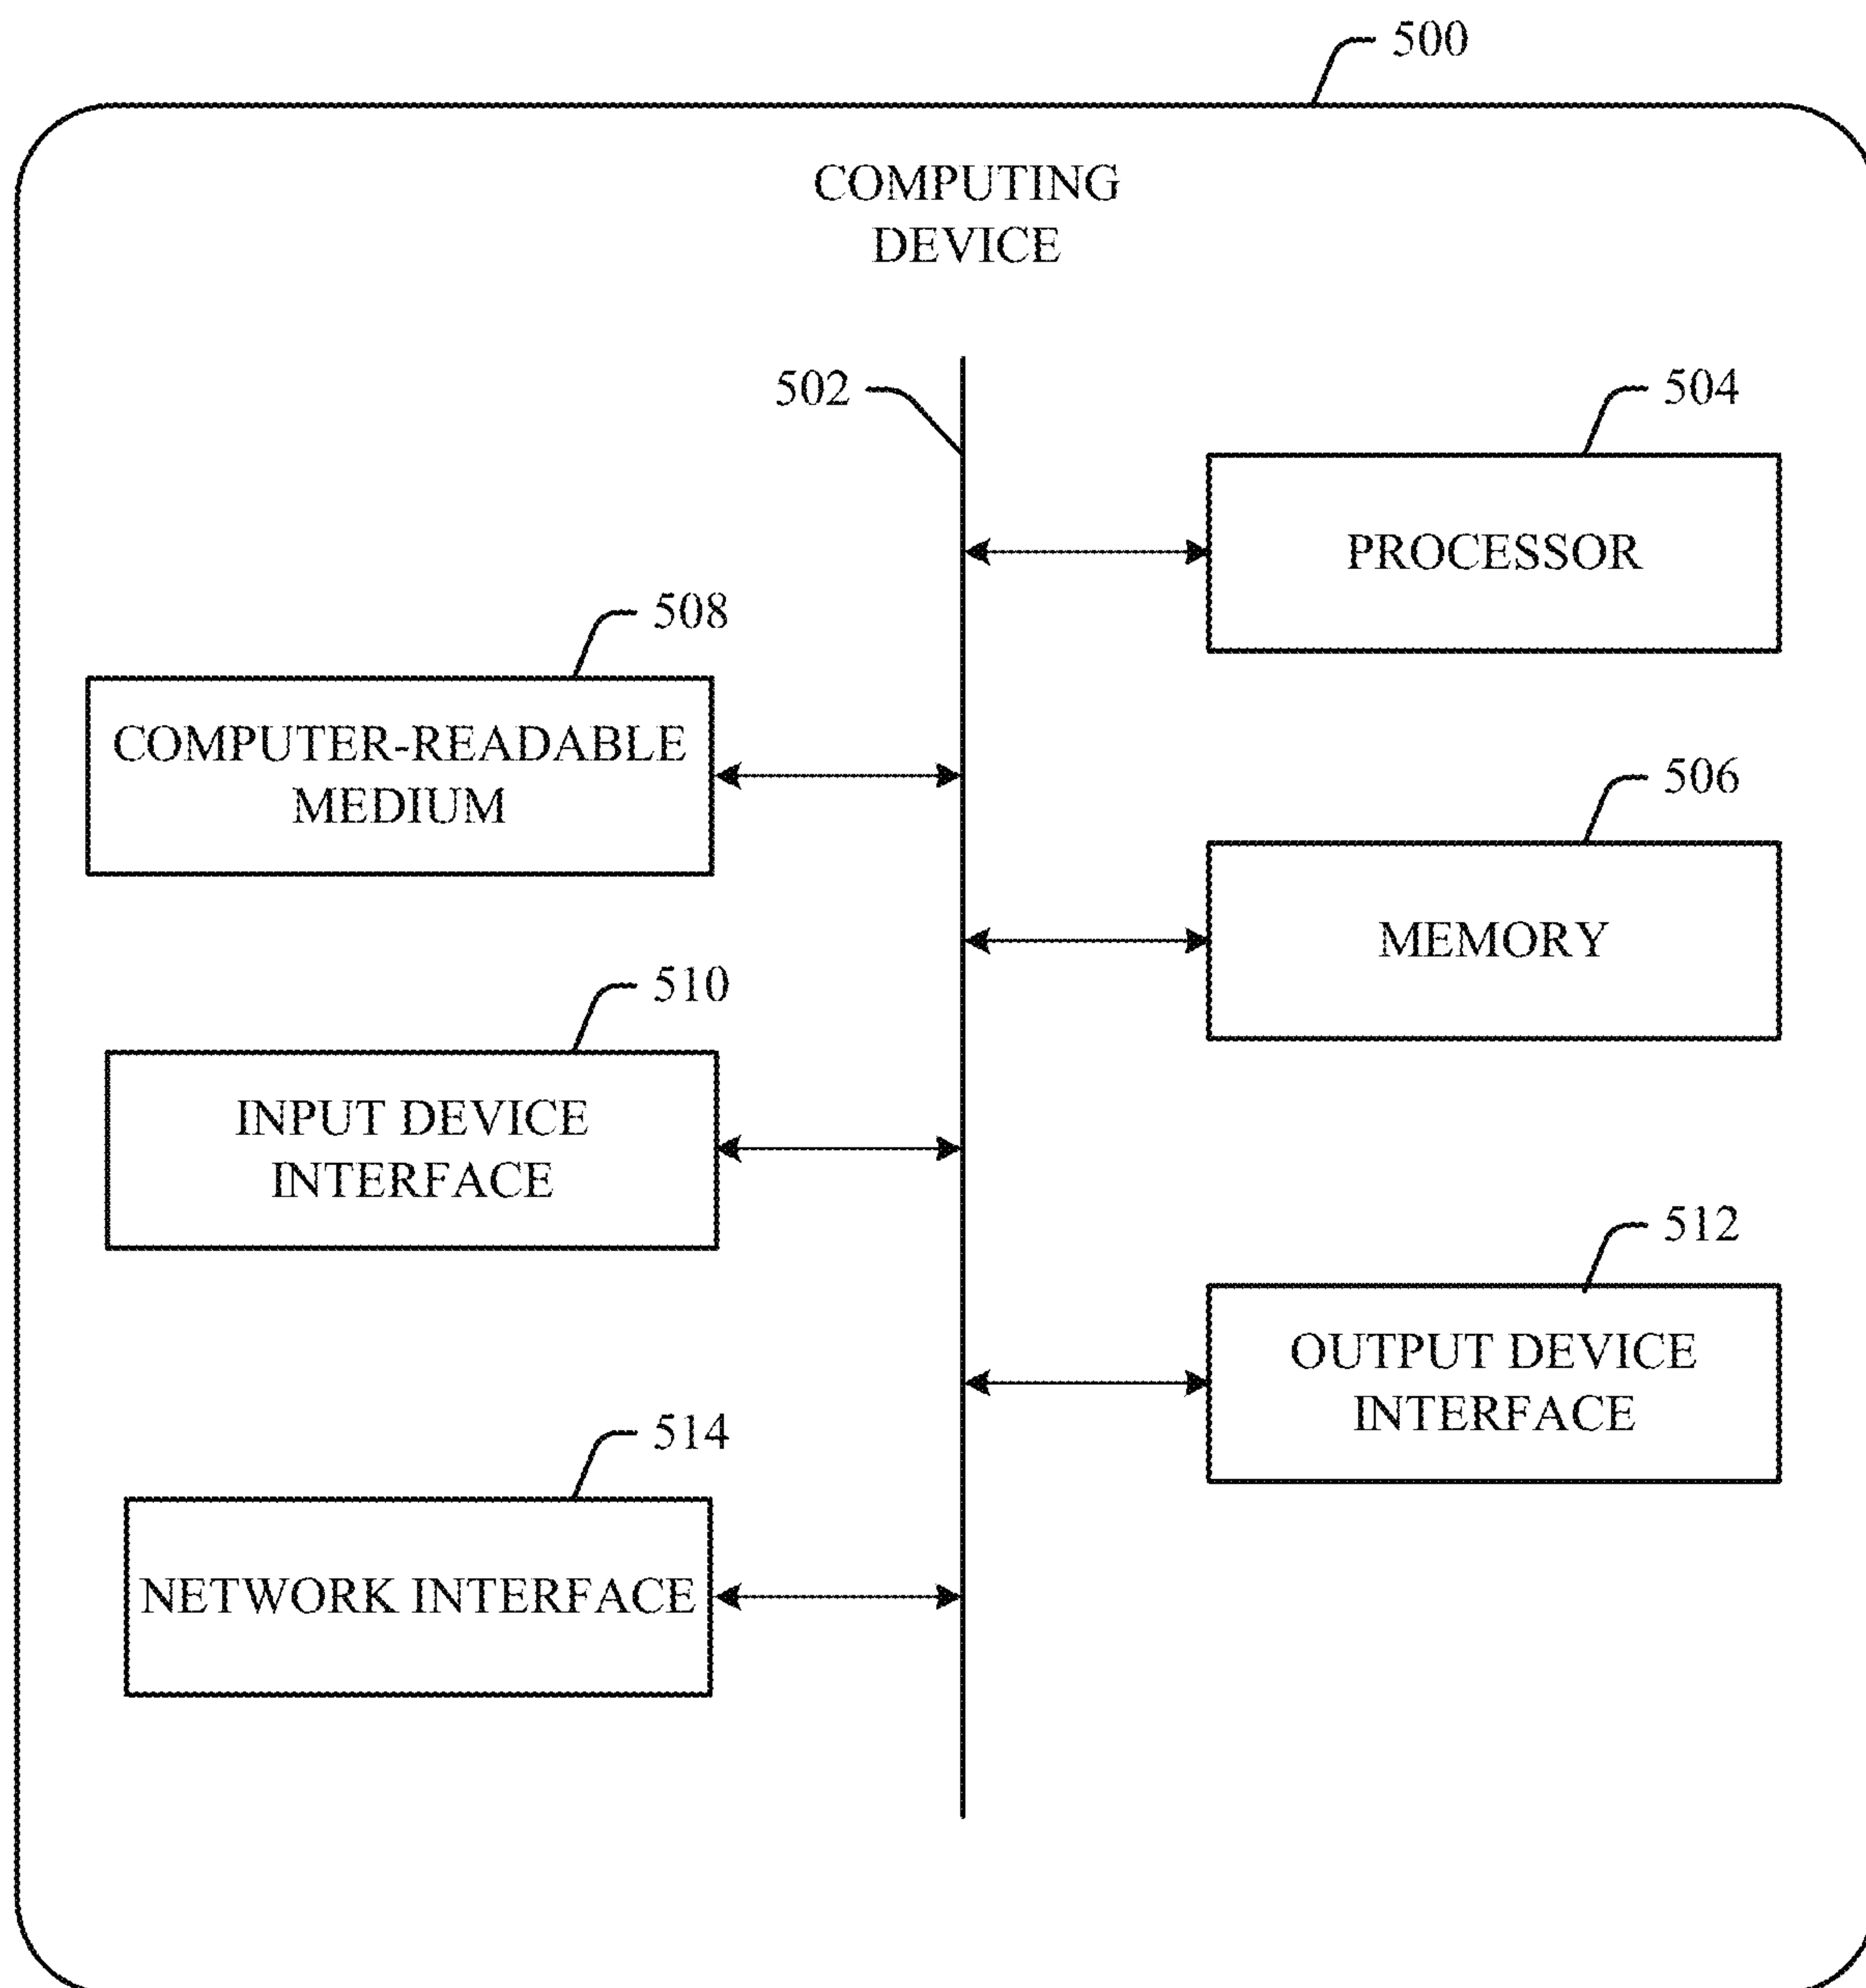 500
COMPUTING
DEVICE
502
504
PROCESSOR
508
COMPUTER-READABLE
MEDIUM
506
MEMORY
510
INPUT DEVICE
INTERFACE
512
OUTPUT DEVICE
INTERFACE
514
NETWORK INTERFACE